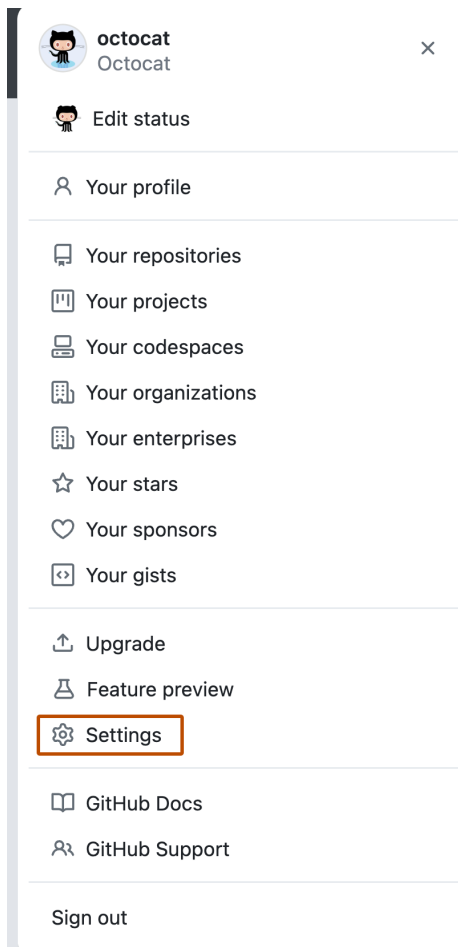 octocat
Octocat
Edit status
Your profile
Your repositories
Your projects
Your codespaces
Your organizations
Your enterprises
Your stars
Your sponsors
Your gists
Upgrade
Feature preview
Settings
GitHub Docs
GitHub Support
Sign out